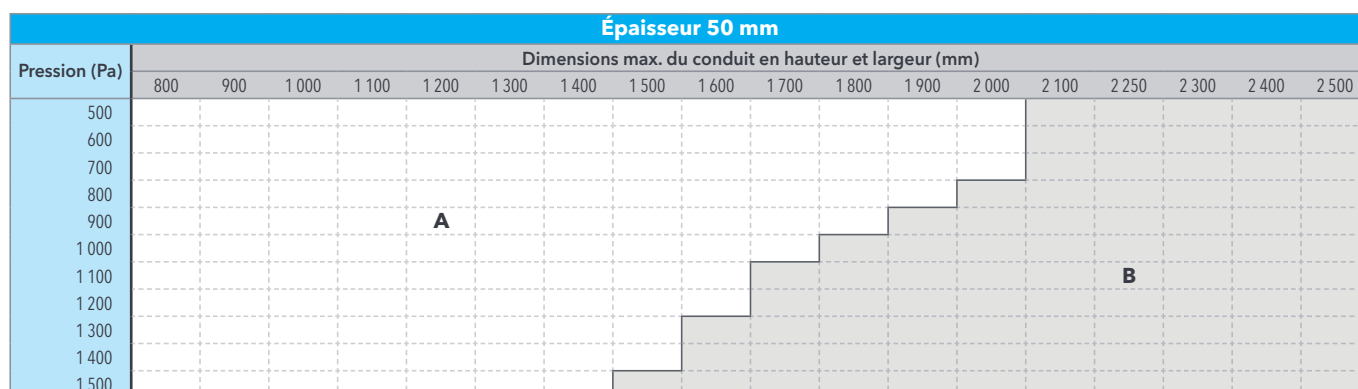 Épaisseur 50 mm
Pression (Pa)
Dimensions max. du conduit en hauteur et largeur (mm)
800 900 1 000 1 100 1 200 1 300 1 400 1 500 1 600 1 700 1 800 1 900 2 000 2 100 2 250 2 300 2 400 2 500
500
600
700
800
900 A
1 000
1 100 B
1 200
1 300
1 400
1 500